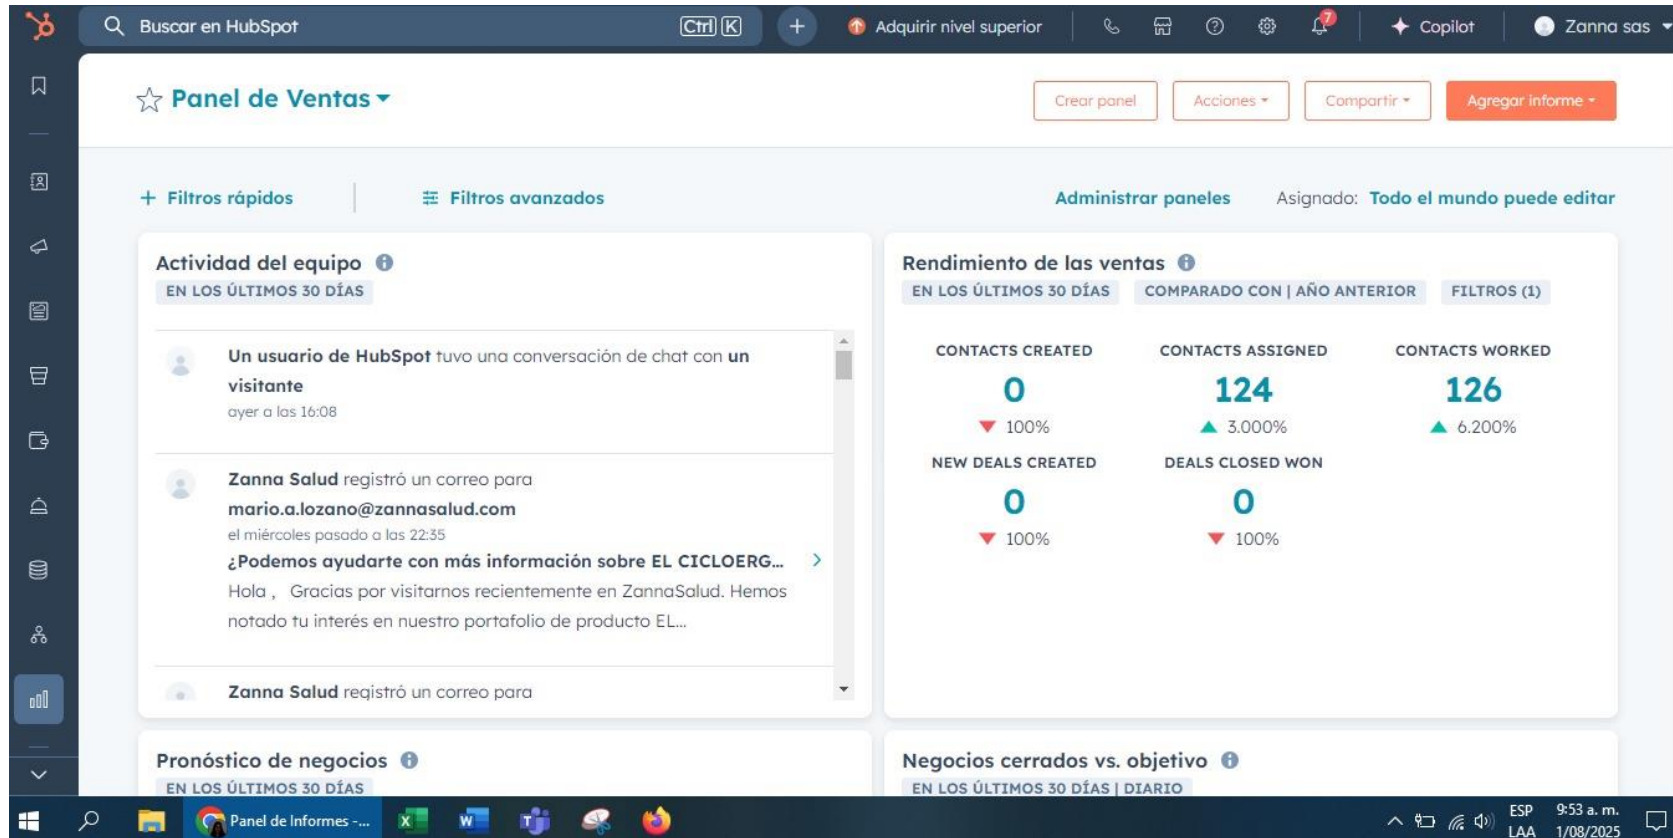 Buscar en HubSpot
Ctrl K
+
Adquirir nivel superior
7
Copilot
Zanna sas
Panel de Ventas
Crear panel
Acciones
Compartir
Agregar informe
+ Filtros rápidos
Filtros avanzados
Administrar paneles
Asignado: Todo el mundo puede editar
Actividad del equipo
EN LOS ÚLTIMOS 30 DÍAS
Un usuario de HubSpot tuvo una conversación de chat con un
visitante
ayer a las 16:08
Zanna Salud registró un correo para
mario.a.lozano@zannasalud.com
el miércoles pasado a las 22:35
¿Podemos ayudarte con más información sobre EL CICLOERG...
Hola , Gracias por visitarnos recientemente en ZannaSalud. Hemos
notado tu interés en nuestro portafolio de producto EL...
Zanna Salud registró un correo para
Rendimiento de las ventas
EN LOS ÚLTIMOS 30 DÍAS COMPARADO CON | AÑO ANTERIOR FILTROS (1)
CONTACTS CREATED CONTACTS ASSIGNED CONTACTS WORKED
0 124 126
100% 3.000% 6.200%
NEW DEALS CREATED DEALS CLOSED WON
0 0
100% 100%
Pronóstico de negocios
EN LOS ÚLTIMOS 30 DÍAS
Negocios cerrados vs. objetivo
EN LOS ÚLTIMOS 30 DÍAS | DIARIO
Panel de Informes -...
ESP
LAA
9:53 a. m.
1/08/2025